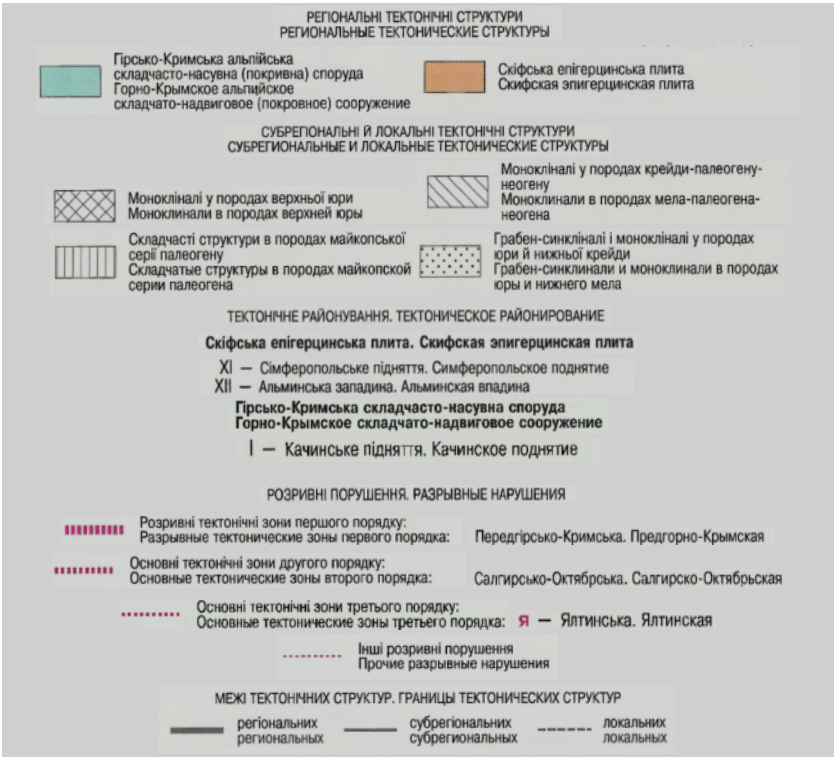 РЕГІОНАЛЬНІ ТЕКТОНІЧНІ СТРУКТУРИ
РЕГИОНАЛЬНЫЕ ТЕКТОНИЧЕСКИЕ СТРУКТУРЫ
Гірсько-Кримська альпійська
складчасто-насувна (покривна) споруда
Горно-Крымское альпийское
складчато-надвиговое (покровное) сооружение
Скіфська епігерцинська плита
Скифская эпигерцинская плита
СУБРЕГІОНАЛЬНІ Й ЛОКАЛЬНІ ТЕКТОНІЧНІ СТРУКТУРИ
СУБРЕГИОНАЛЬНЫЕ И ЛОКАЛЬНЫЕ ТЕКТОНИЧЕСКИЕ СТРУКТУРЫ
Монокліналі у породах верхньої юри
Моноклинали в породах верхней юры
Монокліналі у породах крейди-палеогену-
неогену
Моноклинали в породах мела-палеогена-
неогена
Складчасті структури в породах майкопської
серії палеогену
Складчатые структуры в породах майкопской
серии палеогена
Грабен-синкліналі і монокліналі у породах
юри й нижньої крейди
Грабен-синклинали и моноклинали в породах
юры и нижнего мела
ТЕКТОНІЧНЕ РАЙОНУВАННЯ. ТЕКТОНИЧЕСКОЕ РАЙОНИРОВАНИЕ
Скіфська епігерцинська плита. Скифская эпигерцинская плита
XI — Сімферопольське підняття. Симферопольское поднятие
XII — Альминська западина. Альминская впадина
Гірсько-Кримська складчасто-насувна споруда
Горно-Крымское складчато-надвиговое сооружение
I — Качинське підняття. Качинское поднятие
РОЗРИВНІ ПОРУШЕННЯ. РАЗРЫВНЫЕ НАРУШЕНИЯ
Розривні тектонічні зони першого порядку:
Разрывные тектонические зоны первого порядка: Передгірсько-Кримська. Предгорно-Крымская
Основні тектонічні зони другого порядку:
Основные тектонические зоны второго порядка: Салгирсько-Октябрська. Салгирско-Октябрьская
Основні тектонічні зони третього порядку:
Основные тектонические зоны третьего порядка: Я — Ялтинська. Ялтинская
Інші розривні порушення
Прочие разрывные нарушения
МЕЖІ ТЕКТОНІЧНИХ СТРУКТУР. ГРАНИЦЫ ТЕКТОНИЧЕСКИХ СТРУКТУР
регіональних
региональных
субрегіональних
субрегиональных
локальних
локальных